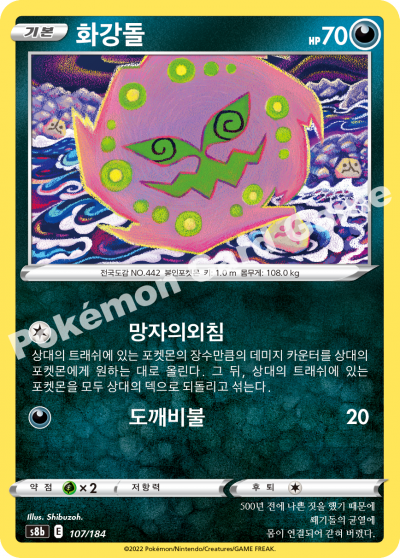 기본 화강돌 HP 70
전국도감 NO.442 봉인포켓몬 키: 1.0 m 몸무게: 108.0 kg
Pokémon Card Game
망자의외침
상대의 트래쉬에 있는 포켓몬의 장수만큼의 데미지 카운터를 상대의
포켓몬에게 원하는 대로 올린다. 그 뒤, 상대의 트래쉬에 있는
포켓몬을 모두 상대의 덱으로 되돌리고 섞는다.
도깨비불 20
약점 ×2 저항력 후퇴
Illus. Shibuzoh.
s8b E 107/184
500년 전에 나쁜 짓을 했기 때문에
쐐기돌의 균열에
몸이 연결되어 갇혀 버렸다.
©2022 Pokémon/Nintendo/Creatures/GAME FREAK.